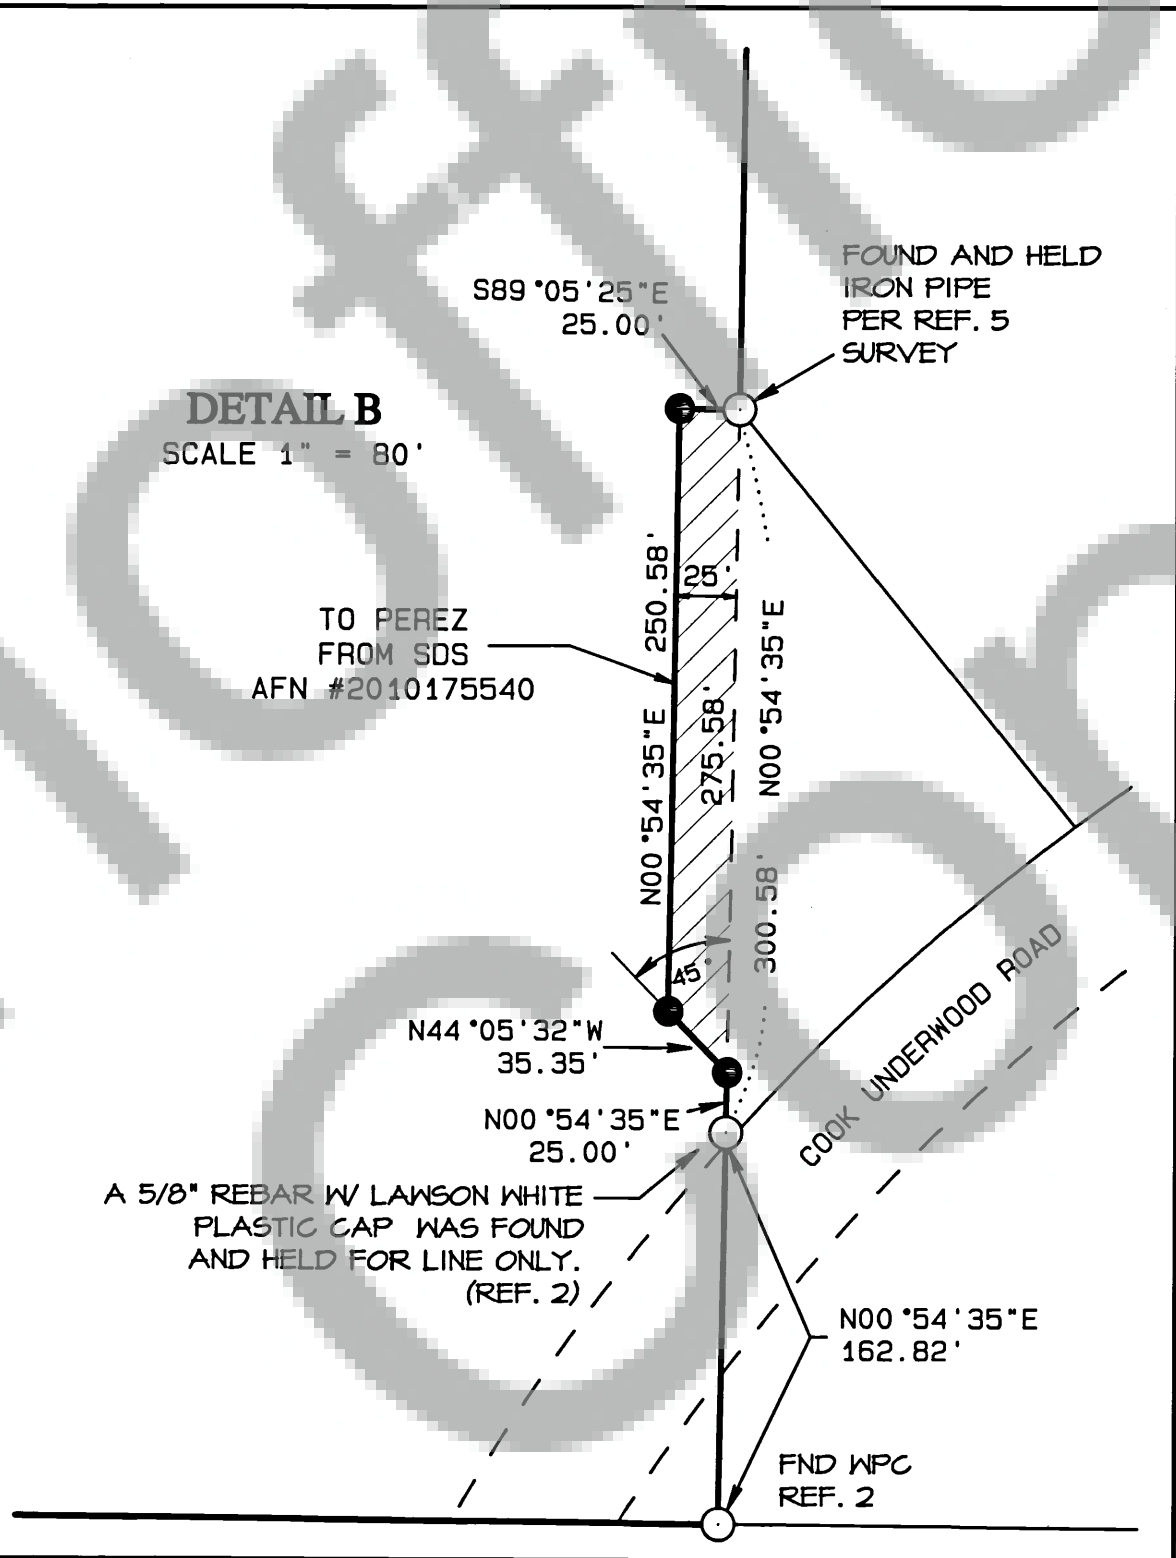 FOUND AND HELD
IRON PIPE
PER REF. 5
SURVEY
S89°05'25"E
25.00'
DETAIL B
SCALE 1" = 80'
250.58'
25'
TO PEREZ
FROM SDS
AFN #2010175540
N00°54'35"E
275.58'
N00°54'35"E
300.58'
45°
N44°05'32"W
35.35'
COOK UNDERWOOD ROAD
N00°54'35"E
25.00'
A 5/8" REBAR W/ LAWSON WHITE
PLASTIC CAP WAS FOUND
AND HELD FOR LINE ONLY.
(REF. 2)
N00°54'35"E
162.82'
FND WPC
REF. 2